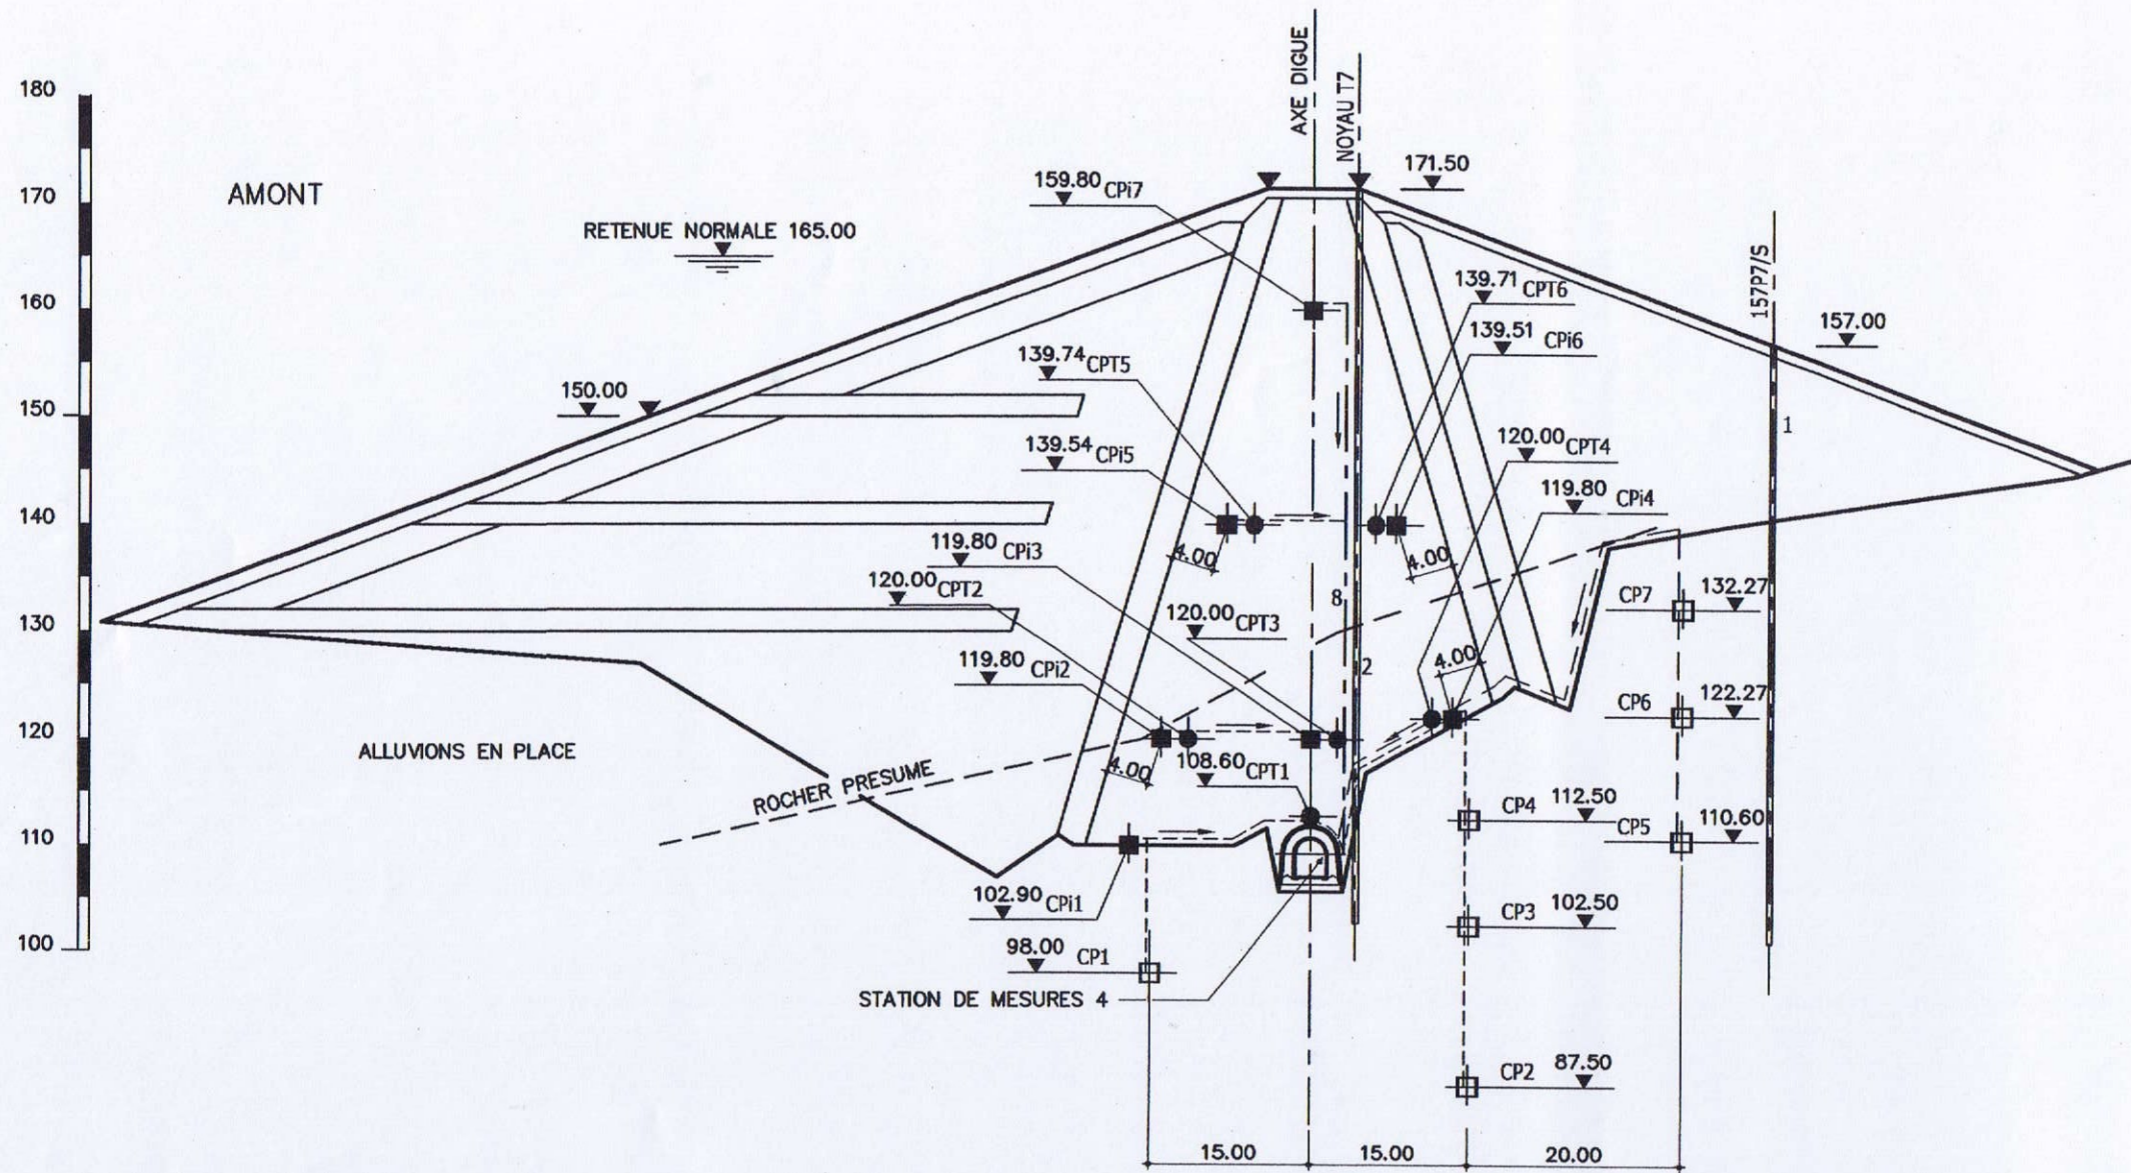 180
170
160
150
140
130
120
110
100
AMONT
RETENUE NORMALE 165.00
150.00
ALLUVIONS EN PLACE
ROCHER PRESUME
AXE DIGUE
NOYAU T7
171.50
159.80 CPi7
139.71 CPT6
139.51 CPi6
157P7/S
157.00
139.74 CPT5
139.54 CPi5
120.00 CPT4
119.80 CPi4
119.80 CPi3
120.00 CPT2
120.00 CPT3
119.80 CPi2
4.00
4.00
4.00
4.00
8
2
1
108.60 CPT1
102.90 CPi1
98.00 CP1
STATION DE MESURES 4
CP7 132.27
CP6 122.27
CP4 112.50
CP5 110.60
CP3 102.50
CP2 87.50
15.00 15.00 20.00